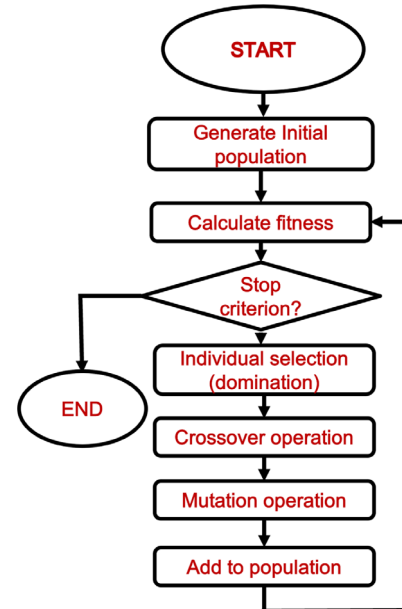 START
Generate Initial
population
Calculate fitness
Stop
criterion?
Individual selection
(domination)
END
Crossover operation
Mutation operation
Add to population